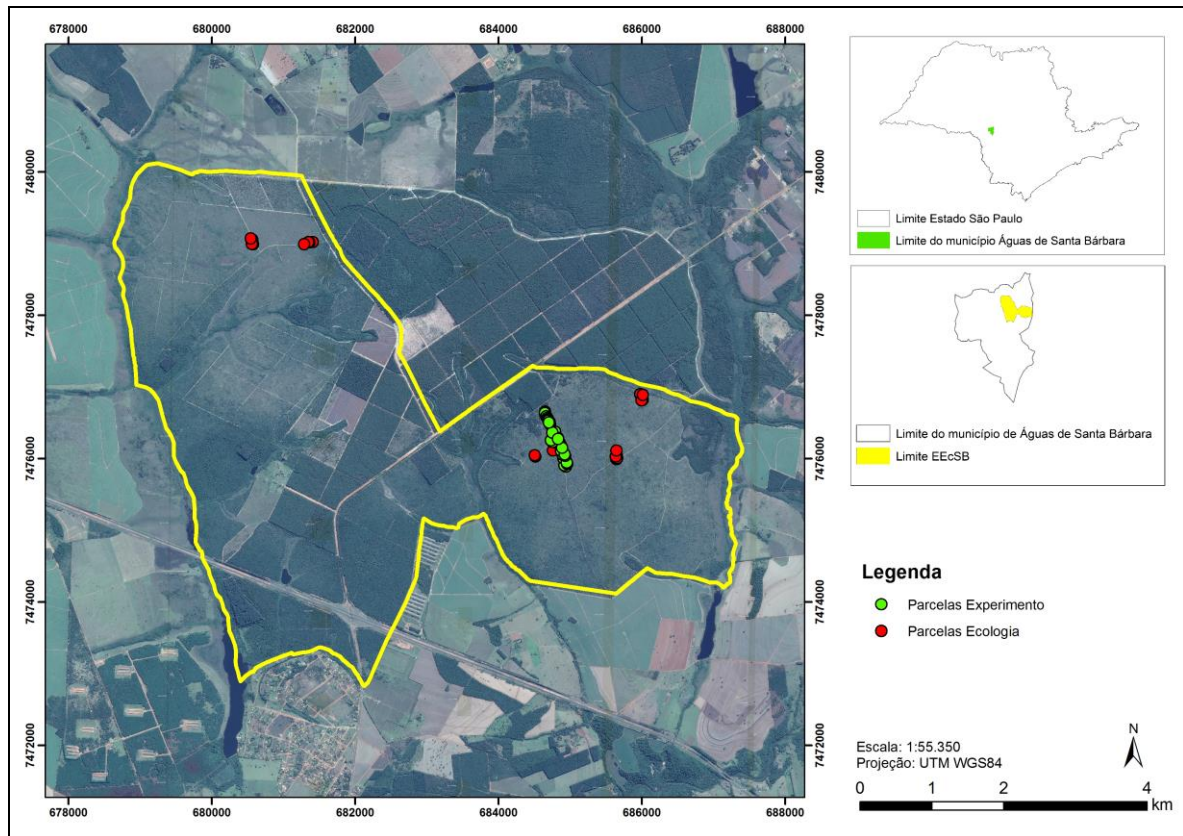 678000 680000 682000 684000 686000 688000
7480000 7480000
7478000 7478000
7476000 7476000
7474000 7474000
7472000 7472000
678000 680000 682000 684000 686000 688000
Limite Estado São Paulo
Limite do município Águas de Santa Bárbara
Limite do município de Águas de Santa Bárbara
Limite EEcSB
Legenda
Parcelas Experimento
Parcelas Ecologia
Escala: 1:55.350
Projeção: UTM WGS84
N
0 1 2 4
km